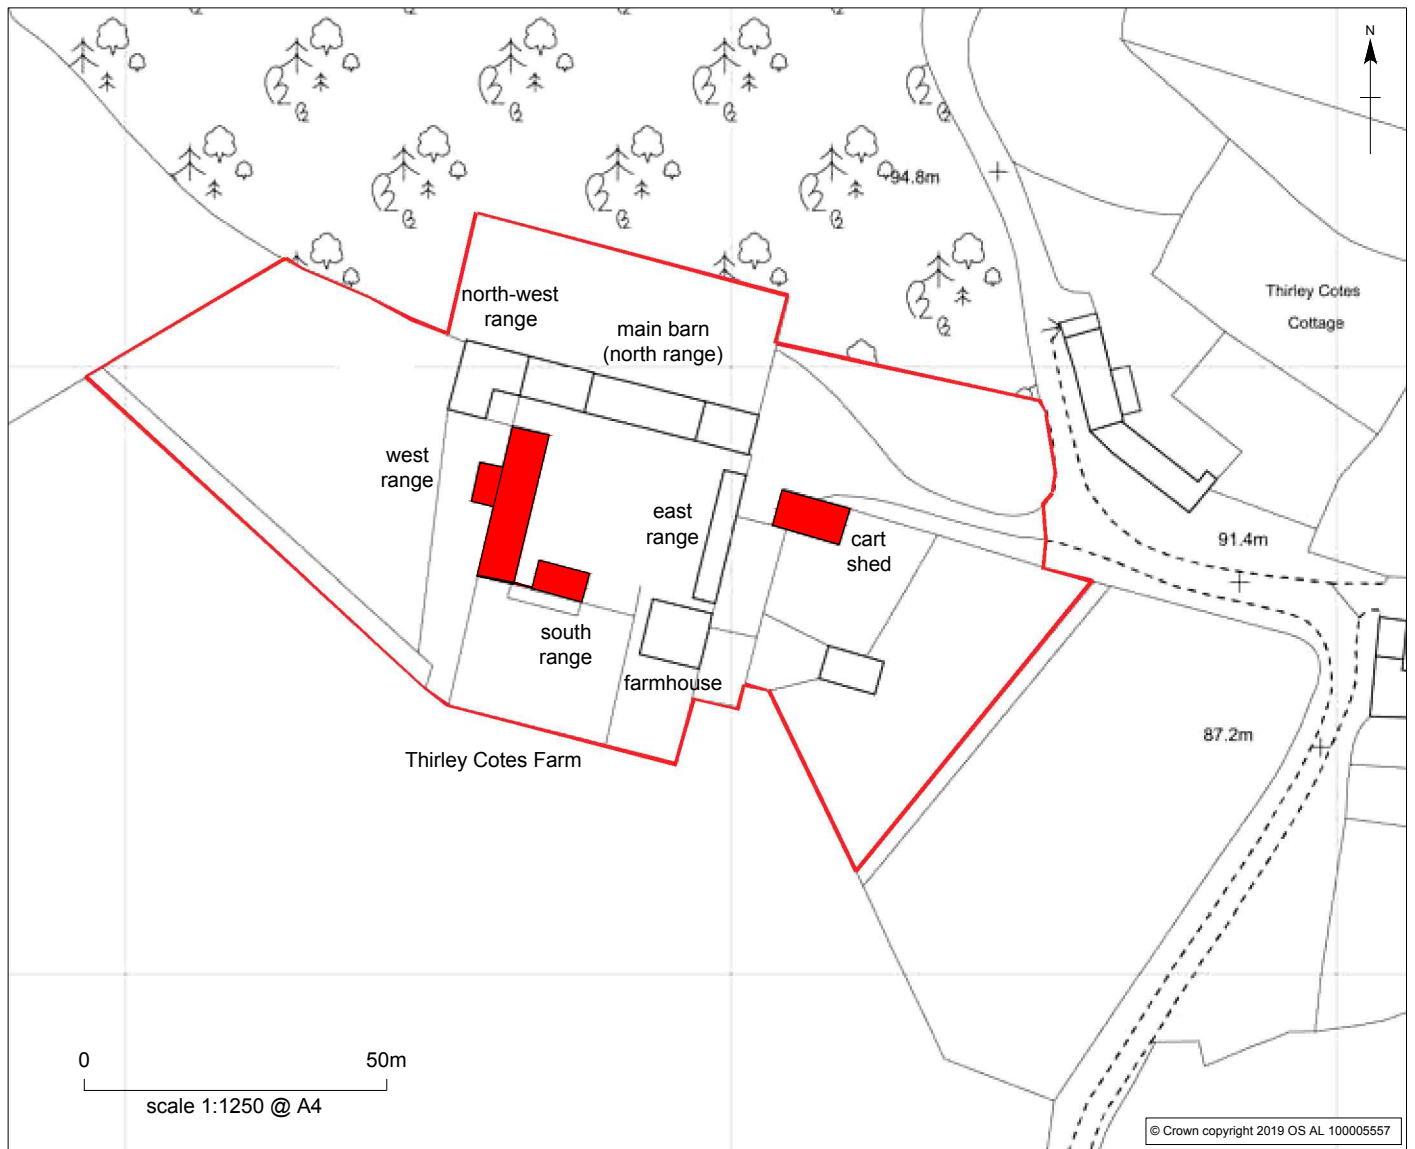 N
94.8m
Thirley Cotes
Cottage
north-west
range
main barn
(north range)
west
range
east
range
cart
shed
91.4m
south
range
farmhouse
87.2m
Thirley Cotes Farm
0 50m
scale 1:1250 @ A4
© Crown copyright 2019 OS AL 100005557